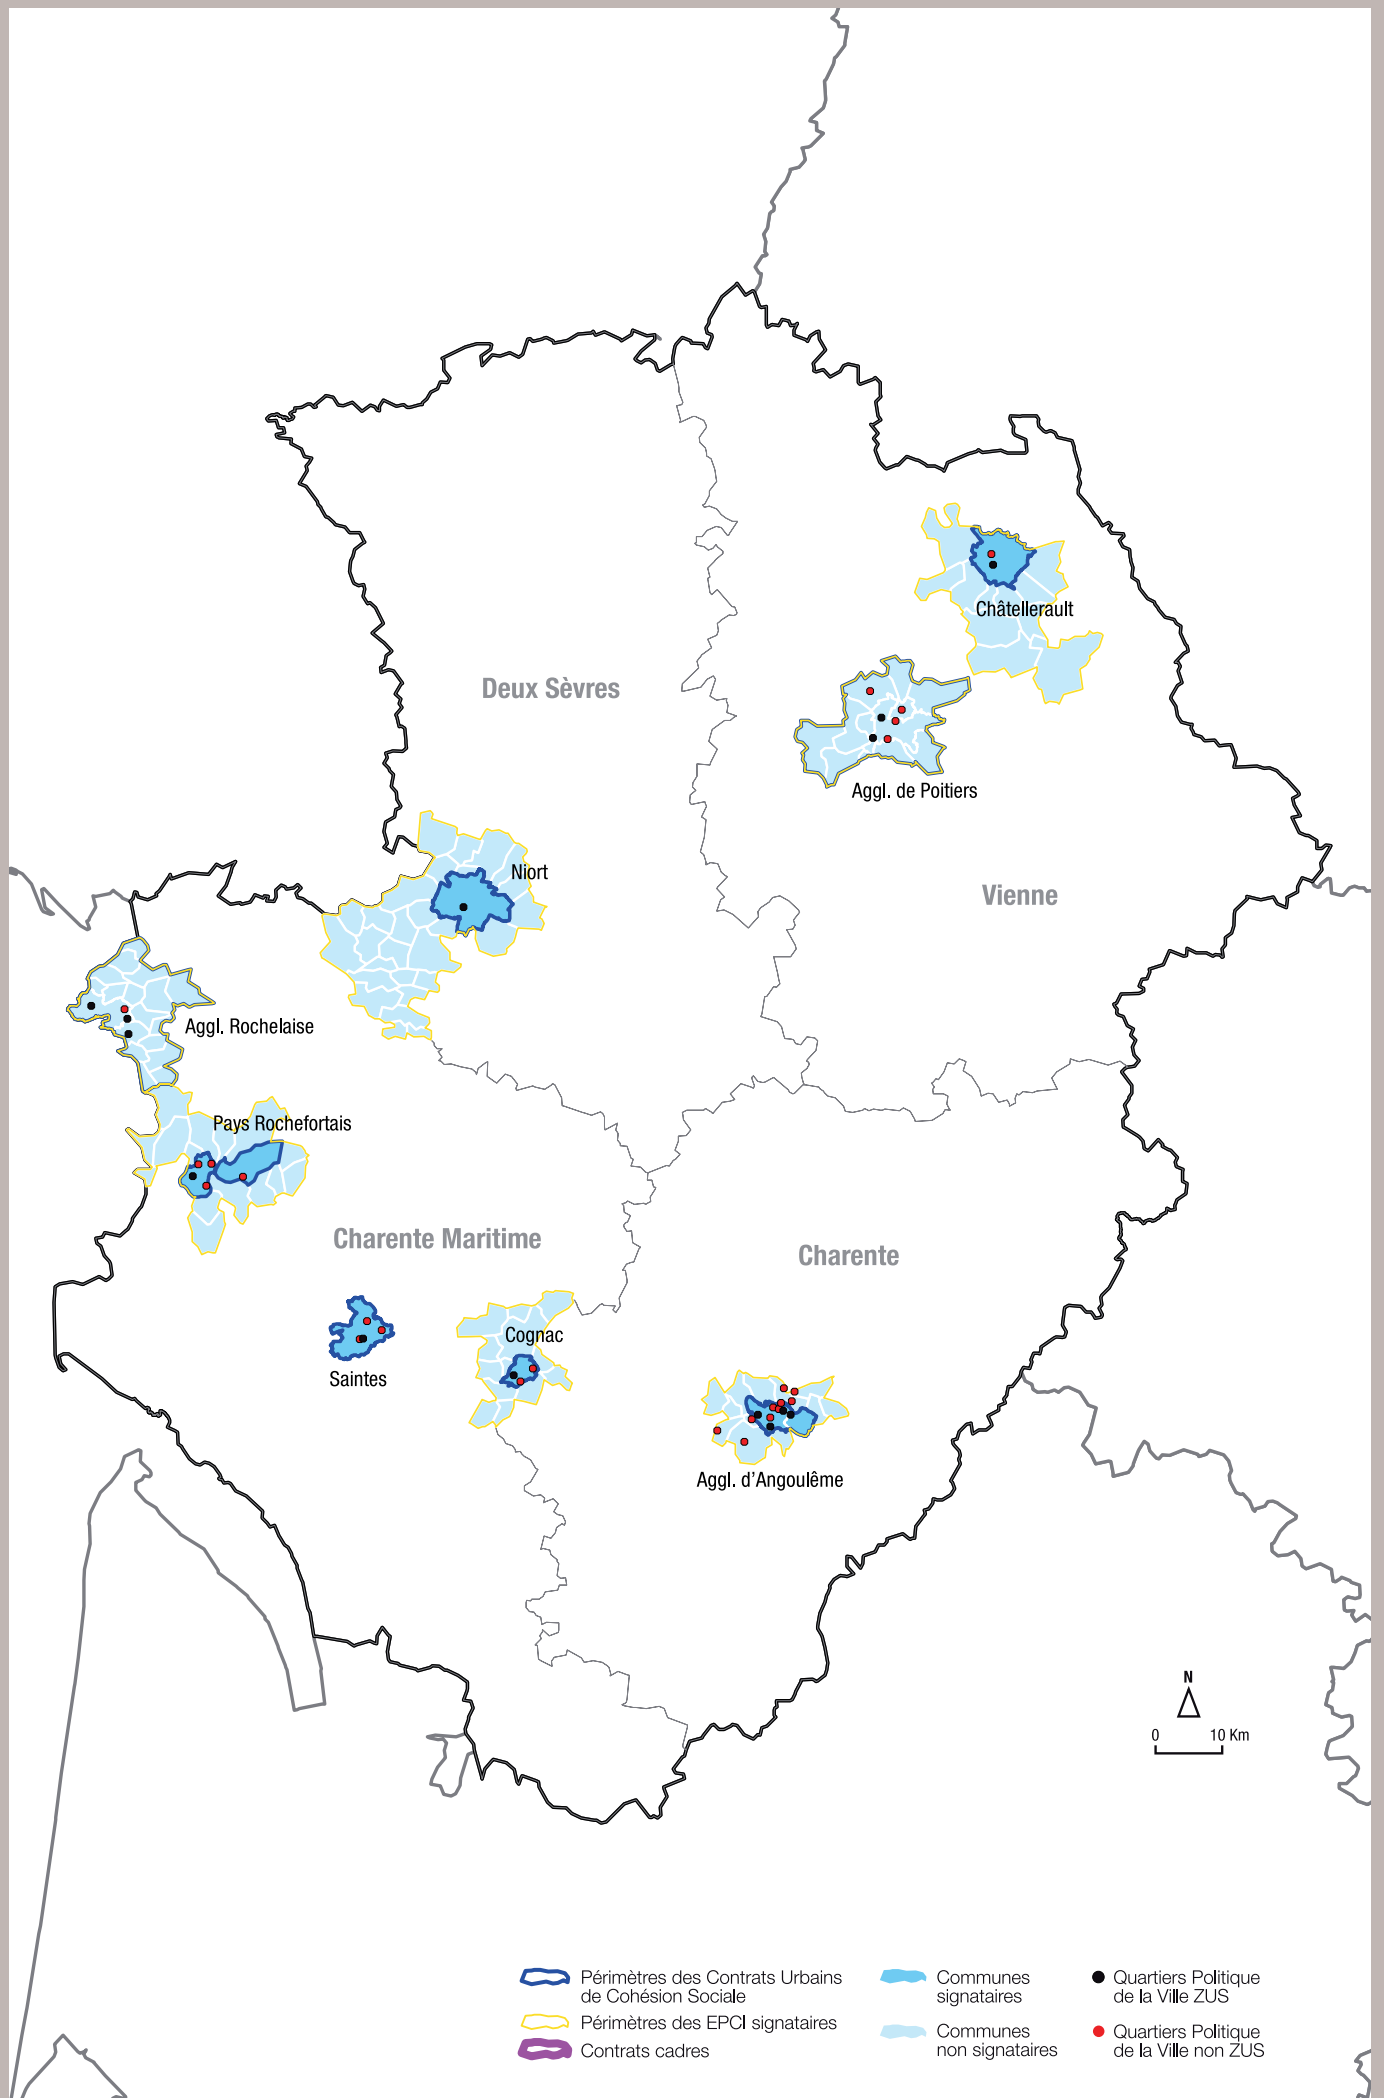 Châtellerault
Deux Sèvres
Aggl. de Poitiers
Niort
Vienne
Aggl. Rochelaise
Pays Rochefortais
Charente Maritime
Charente
Cognac
Saintes
Aggl. d'Angoulême
N
0 10 Km
Périmètres des Contrats Urbains
de Cohésion Sociale
Périmètres des EPCI signataires
Contrats cadres
Communes
signataires
Communes
non signataires
Quartiers Politique
de la Ville ZUS
Quartiers Politique
de la Ville non ZUS